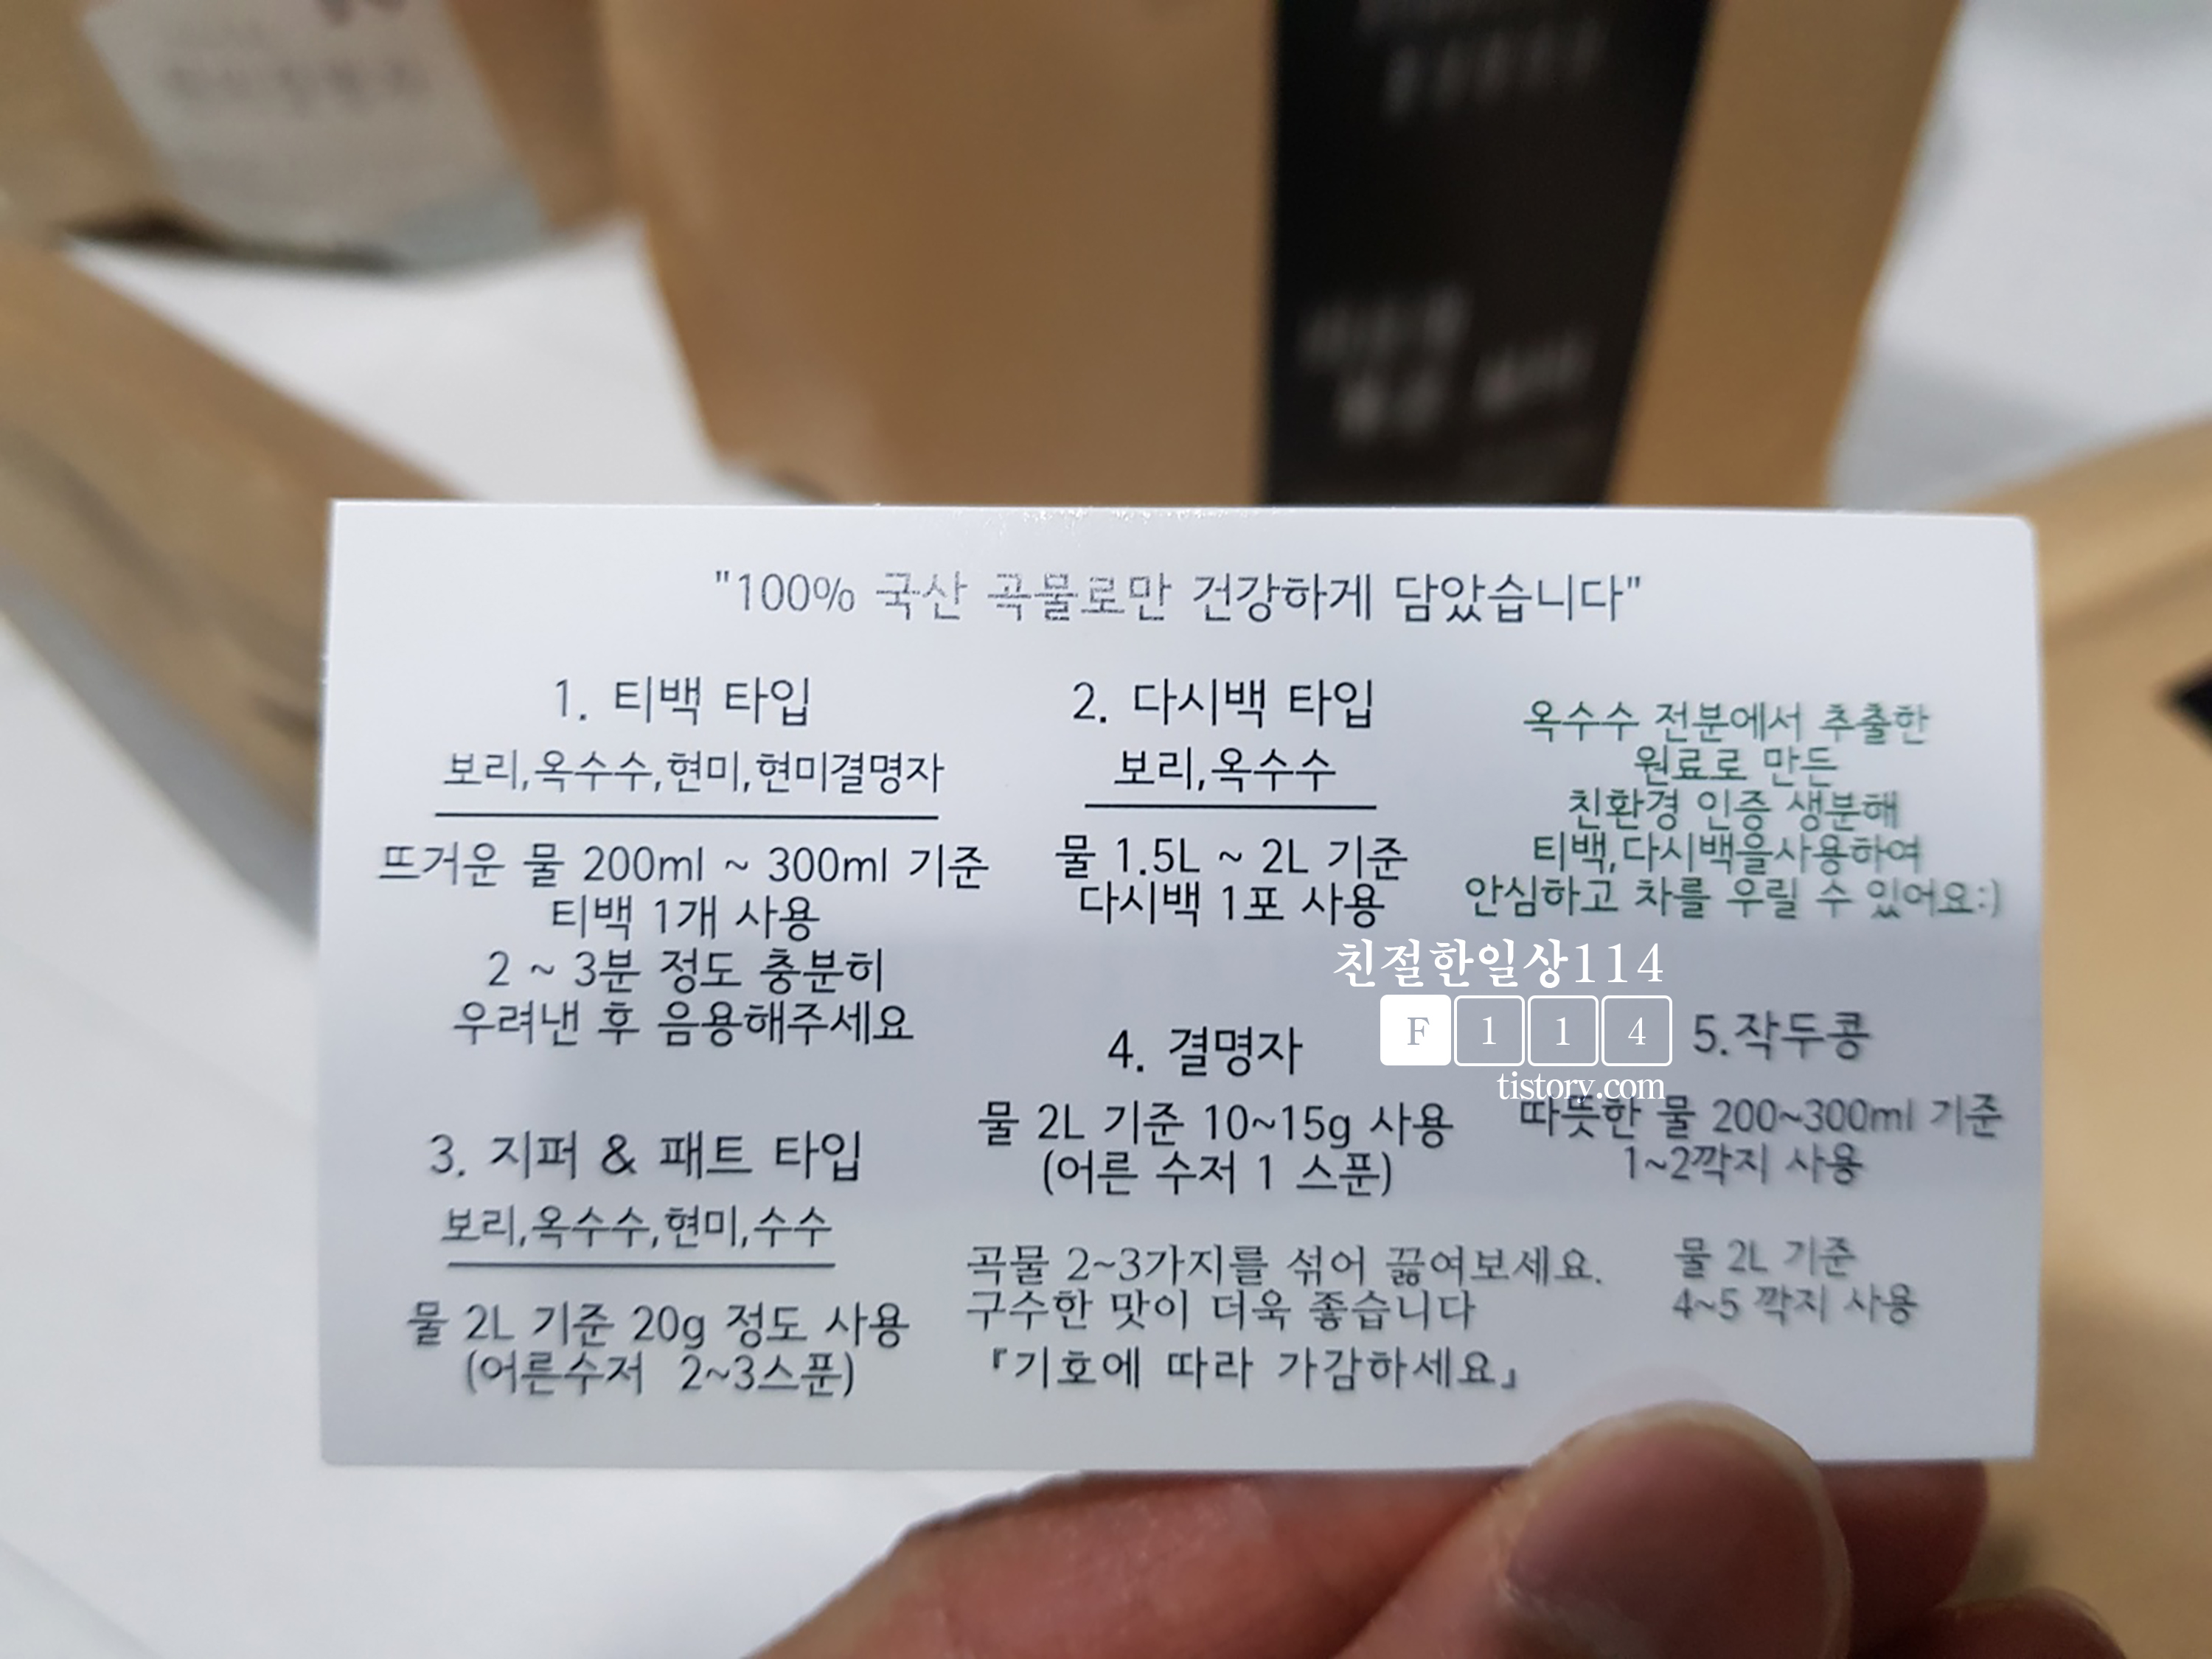 "100% 국산 곡물로만 건강하게 담았습니다"
1. 티백 타입
보리,옥수수,현미,현미결명자
뜨거운 물 200ml ~ 300ml 기준
티백 1개 사용
2 ~ 3분 정도 충분히
우려낸 후 음용해주세요
2. 다시백 타입
보리,옥수수
물 1.5L ~ 2L 기준
다시백 1포 사용
옥수수 전분에서 추출한
원료로 만든
친환경 인증 생분해
티백,다시백을사용하여
안심하고 차를 우릴 수 있어요:)
친절한일상114
F 1 1 4
tistory.com
3. 지퍼 & 패트 타입
보리,옥수수,현미,수수
물 2L 기준 20g 정도 사용
(어른수저 2~3스푼)
4. 결명자
물 2L 기준 10~15g 사용
(어른 수저 1 스푼)
5.작두콩
따뜻한 물 200~300ml 기준
1~2깍지 사용
물 2L 기준
4~5 깍지 사용
곡물 2~3가지를 섞어 끓여보세요.
구수한 맛이 더욱 좋습니다
『기호에 따라 가감하세요』